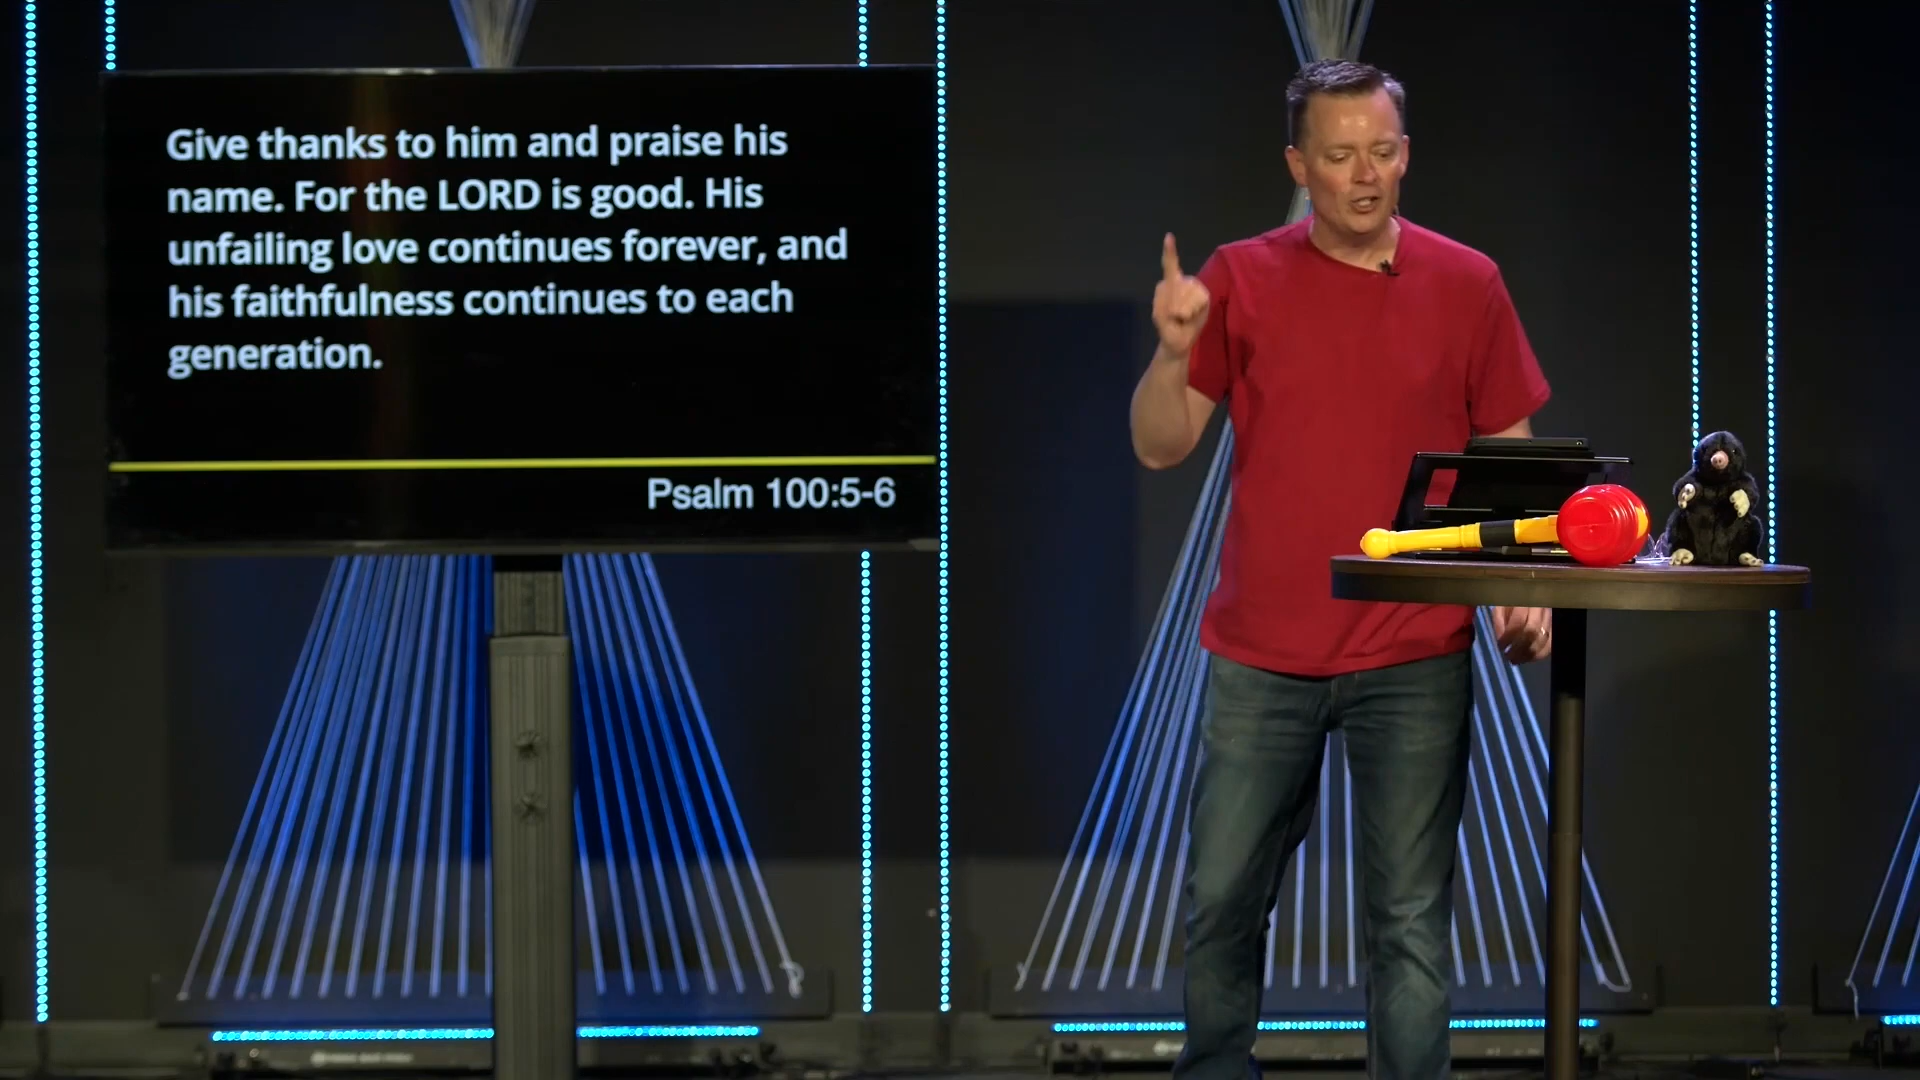 Give thanks to him and praise his
name. For the LORD is good. His
unfailing love continues forever, and
his faithfulness continues to each
generation.
Psalm 100:5-6